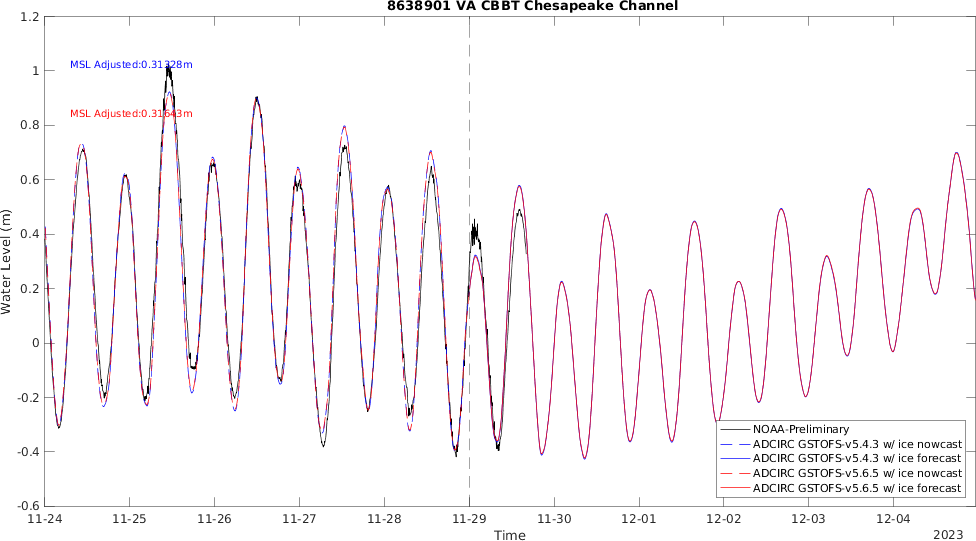 8638901 VA CBBT Chesapeake Channel
1.2
1
0.8
0.6
0.4
0.2
0
-0.2
-0.4
-0.6
Water Level (m)
MSL Adjusted:0.31328m
MSL Adjusted:0.31643m
NOAA-Preliminary
ADCIRC GSTOFS-v5.4.3 w/ ice nowcast
ADCIRC GSTOFS-v5.4.3 w/ ice forecast
ADCIRC GSTOFS-v5.6.5 w/ ice nowcast
ADCIRC GSTOFS-v5.6.5 w/ ice forecast
11-24 11-25 11-26 11-27 11-28 11-29 11-30 12-01 12-02 12-03 12-04
Time
2023